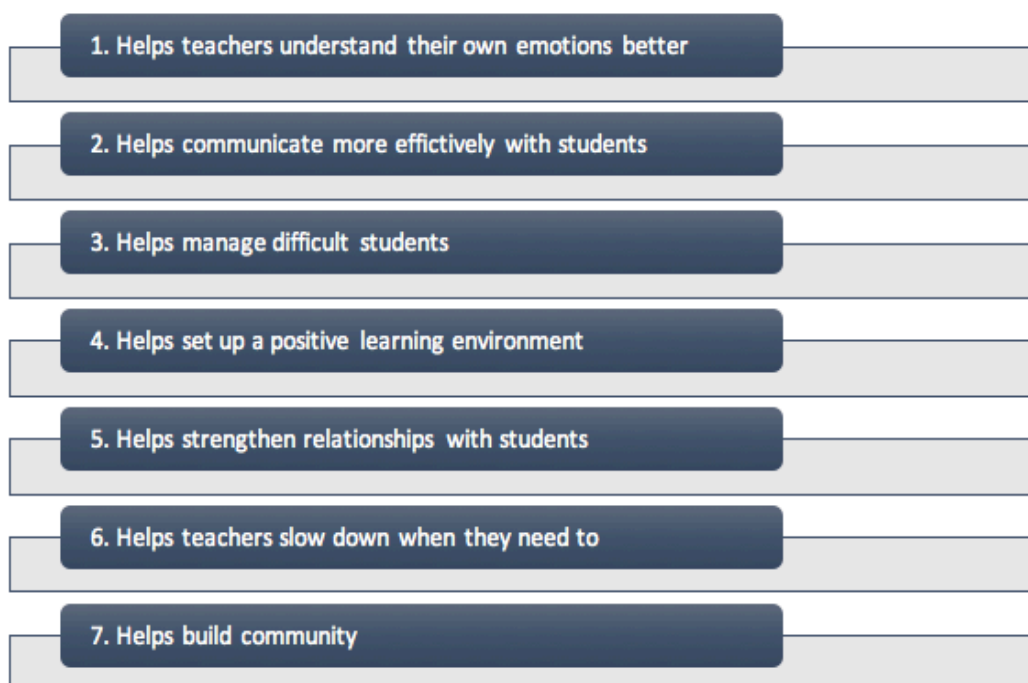 1. Helps teachers understand their own emotions better
2. Helps communicate more effictively with students
3. Helps manage difficult students
4. Helps set up a positive learning environment
5. Helps strengthen relationships with students
6. Helps teachers slow down when they need to
7. Helps build community